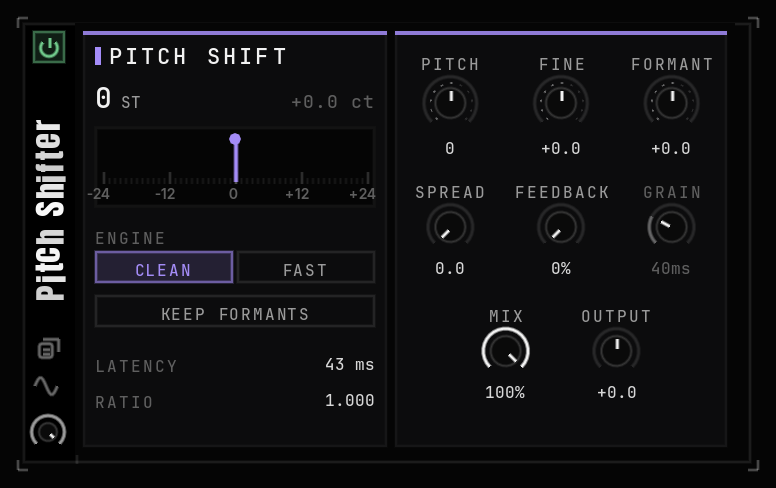 Pitch Shifter
PITCH SHIFT
0 ST +0.0 ct
-24 -12 0 +12 +24
ENGINE
CLEAN FAST
KEEP FORMANTS
LATENCY 43 ms
RATIO 1.000
PITCH FINE FORMANT
0 +0.0 +0.0
SPREAD FEEDBACK GRAIN
0.0 0% 40ms
MIX OUTPUT
100% +0.0